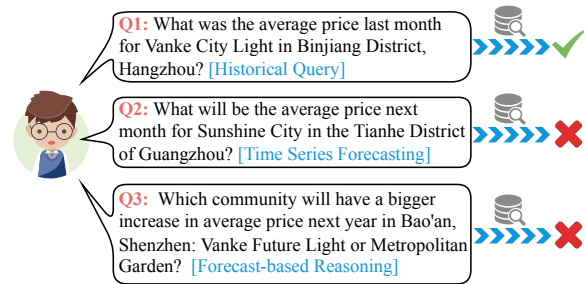 Q1: What was the average price last month
for Vanke City Light in Binjiang District,
Hangzhou? [Historical Query]
Q2: What will be the average price next
month for Sunshine City in the Tianhe District
of Guangzhou? [Time Series Forecasting]
Q3: Which community will have a bigger
increase in average price next year in Bao'an,
Shenzhen: Vanke Future Light or Metropolitan
Garden? [Forecast-based Reasoning]